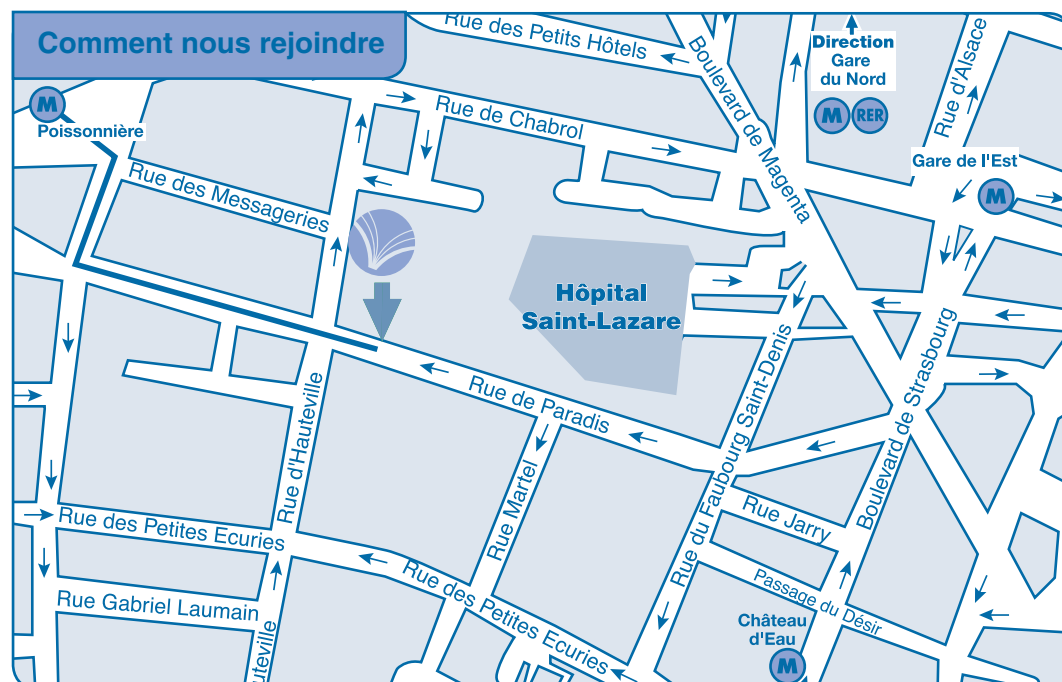 Comment nous rejoindre
Rue des Petits Hôtels
Boulevard de Magenta
Direction
Gare
du Nord
M
RER
Rue d'Alsace
M
Poissonnière
Rue de Chabrol
Gare de l'Est
M
Rue des Messageries
Hôpital
Saint-Lazare
Rue de Paradis
Rue d'Hauteville
Rue Martel
Rue du Faubourg Saint-Denis
Boulevard de Strasbourg
Rue Jarry
Rue des Petites Ecuries
Rue des Petites Ecuries
Passage du Désir
Rue Gabriel Laumain
uteville
Château
d'Eau
M